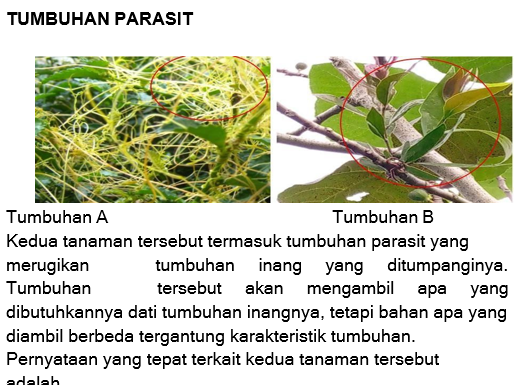 TUMBUHAN PARASIT
Tumbuhan A Tumbuhan B
Kedua tanaman tersebut termasuk tumbuhan parasit yang
merugikan tumbuhan inang yang ditumpanginya.
Tumbuhan tersebut akan mengambil apa yang
dibutuhkannya dati tumbuhan inangnya, tetapi bahan apa yang
diambil berbeda tergantung karakteristik tumbuhan.
Pernyataan yang tepat terkait kedua tanaman tersebut
adalah